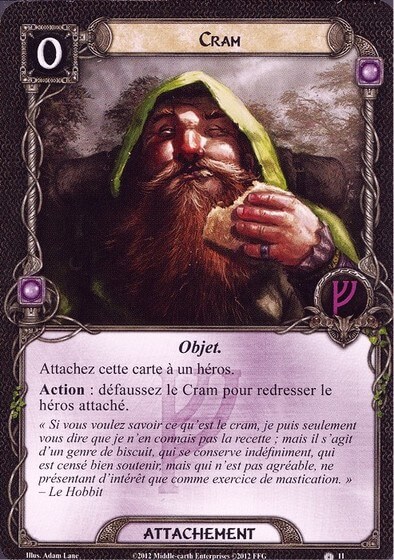 0
CRAM
Objet.
Attachez cette carte à un héros.
Action : défaussez le Cram pour redresser le
héros attaché.
« Si vous voulez savoir ce qu'est le cram, je puis seulement
vous dire que je n'en connais pas la recette ; mais il s'agit
d'un genre de biscuit, qui se conserve indéfiniment, qui
est censé bien soutenir, mais qui n'est pas agréable, ne
présentant d'intérêt que comme exercice de mastication. »
– Le Hobbit
ATTACHEMENT
Illus. Adam Lane ©2012 Middle-earth Enterprises ©2012 FFG 11